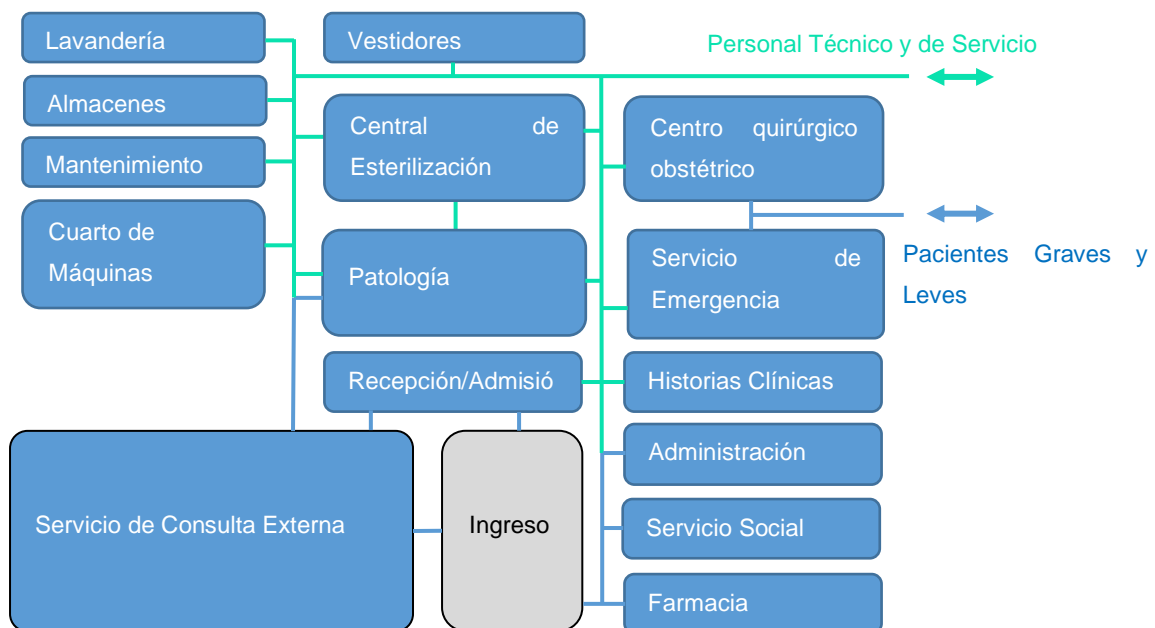 Lavandería
Vestidores
Personal Técnico y de Servicio
Almacenes
Central de
Esterilización
Centro quirúrgico
obstétrico
Mantenimiento
Cuarto de
Máquinas
Patología
Servicio de
Emergencia
Pacientes Graves y
Leves
Recepción/Admisió
Historias Clínicas
Administración
Servicio de Consulta Externa
Ingreso
Servicio Social
Farmacia